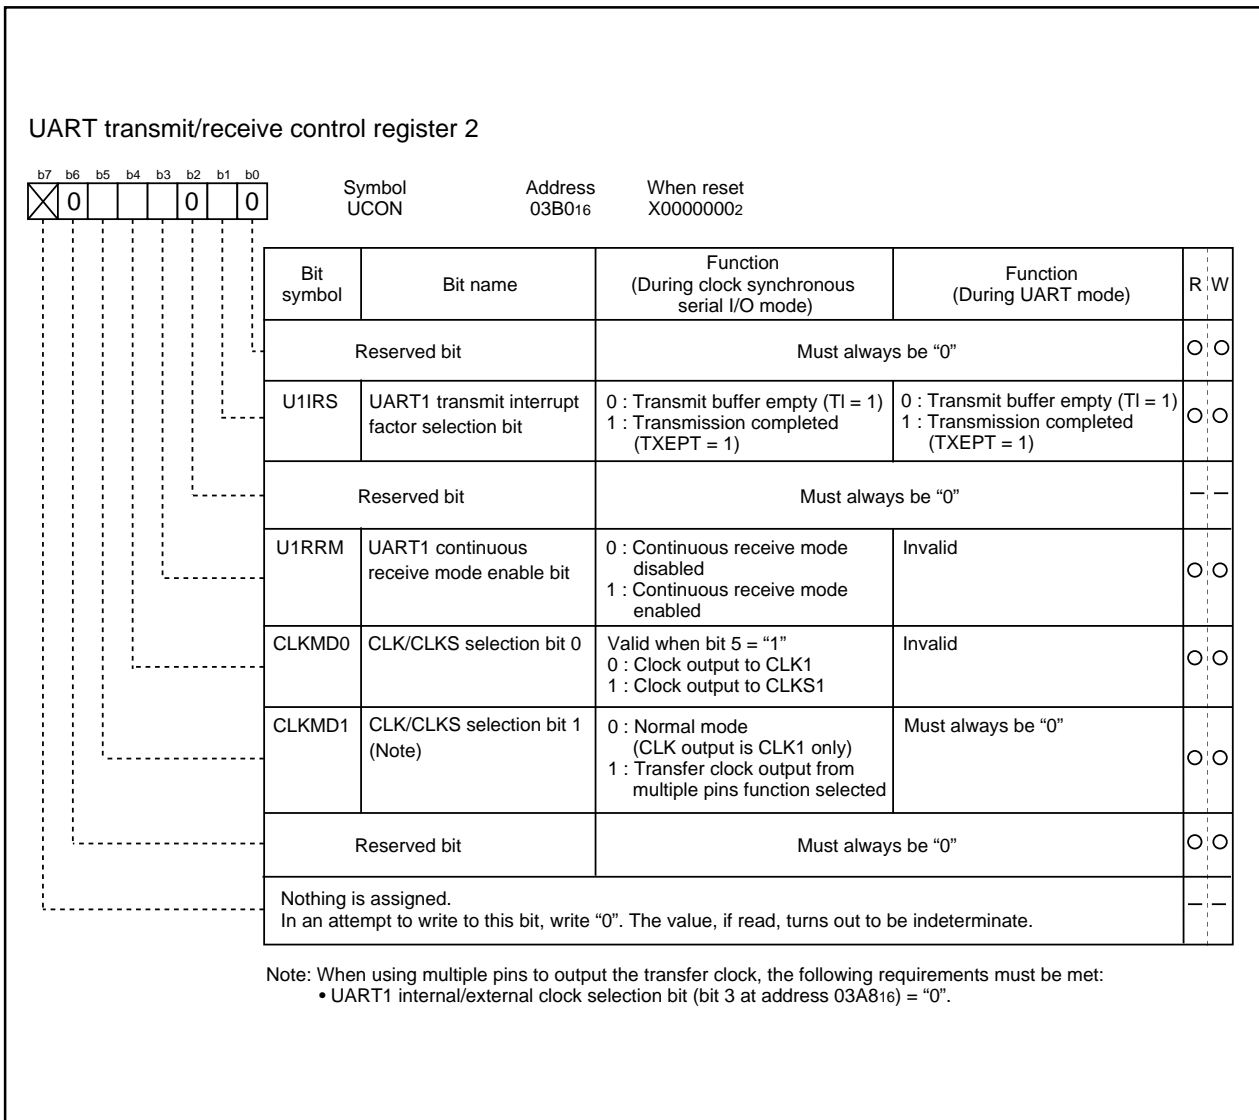 UART transmit/receive control register 2
b7 b6 b5 b4 b3 b2 b1 b0
0 0 0
Symbol Address When reset
UCON 03B016 X00000002
Bit symbol
Bit name
Function
(During clock synchronous
serial I/O mode)
Function
(During UART mode)
R W
Reserved bit
Must always be “0”
U1IRS
UART1 transmit interrupt
factor selection bit
0 : Transmit buffer empty (TI = 1)
1 : Transmission completed
(TXEPT = 1)
0 : Transmit buffer empty (TI = 1)
1 : Transmission completed
(TXEPT = 1)
Reserved bit
Must always be “0”
U1RRM
UART1 continuous
receive mode enable bit
0 : Continuous receive mode
disabled
1 : Continuous receive mode
enabled
Invalid
CLKMD0
CLK/CLKS selection bit 0
Valid when bit 5 = “1”
0 : Clock output to CLK1
1 : Clock output to CLKS1
Invalid
CLKMD1
CLK/CLKS selection bit 1
(Note)
0 : Normal mode
(CLK output is CLK1 only)
1 : Transfer clock output from
multiple pins function selected
Must always be “0”
Reserved bit
Must always be “0”
Nothing is assigned.
In an attempt to write to this bit, write “0”. The value, if read, turns out to be indeterminate.
Note: When using multiple pins to output the transfer clock, the following requirements must be met:
• UART1 internal/external clock selection bit (bit 3 at address 03A816) = “0”.